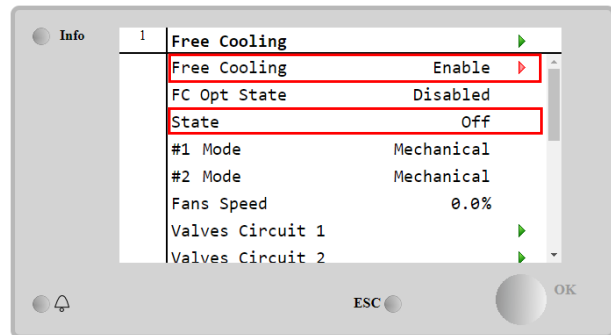 Info
1 Free Cooling
Free Cooling Enable
FC Opt State Disabled
State Off
#1 Mode Mechanical
#2 Mode Mechanical
Fans Speed 0.0%
Valves Circuit 1
Valves Circuit 2
ESC OK